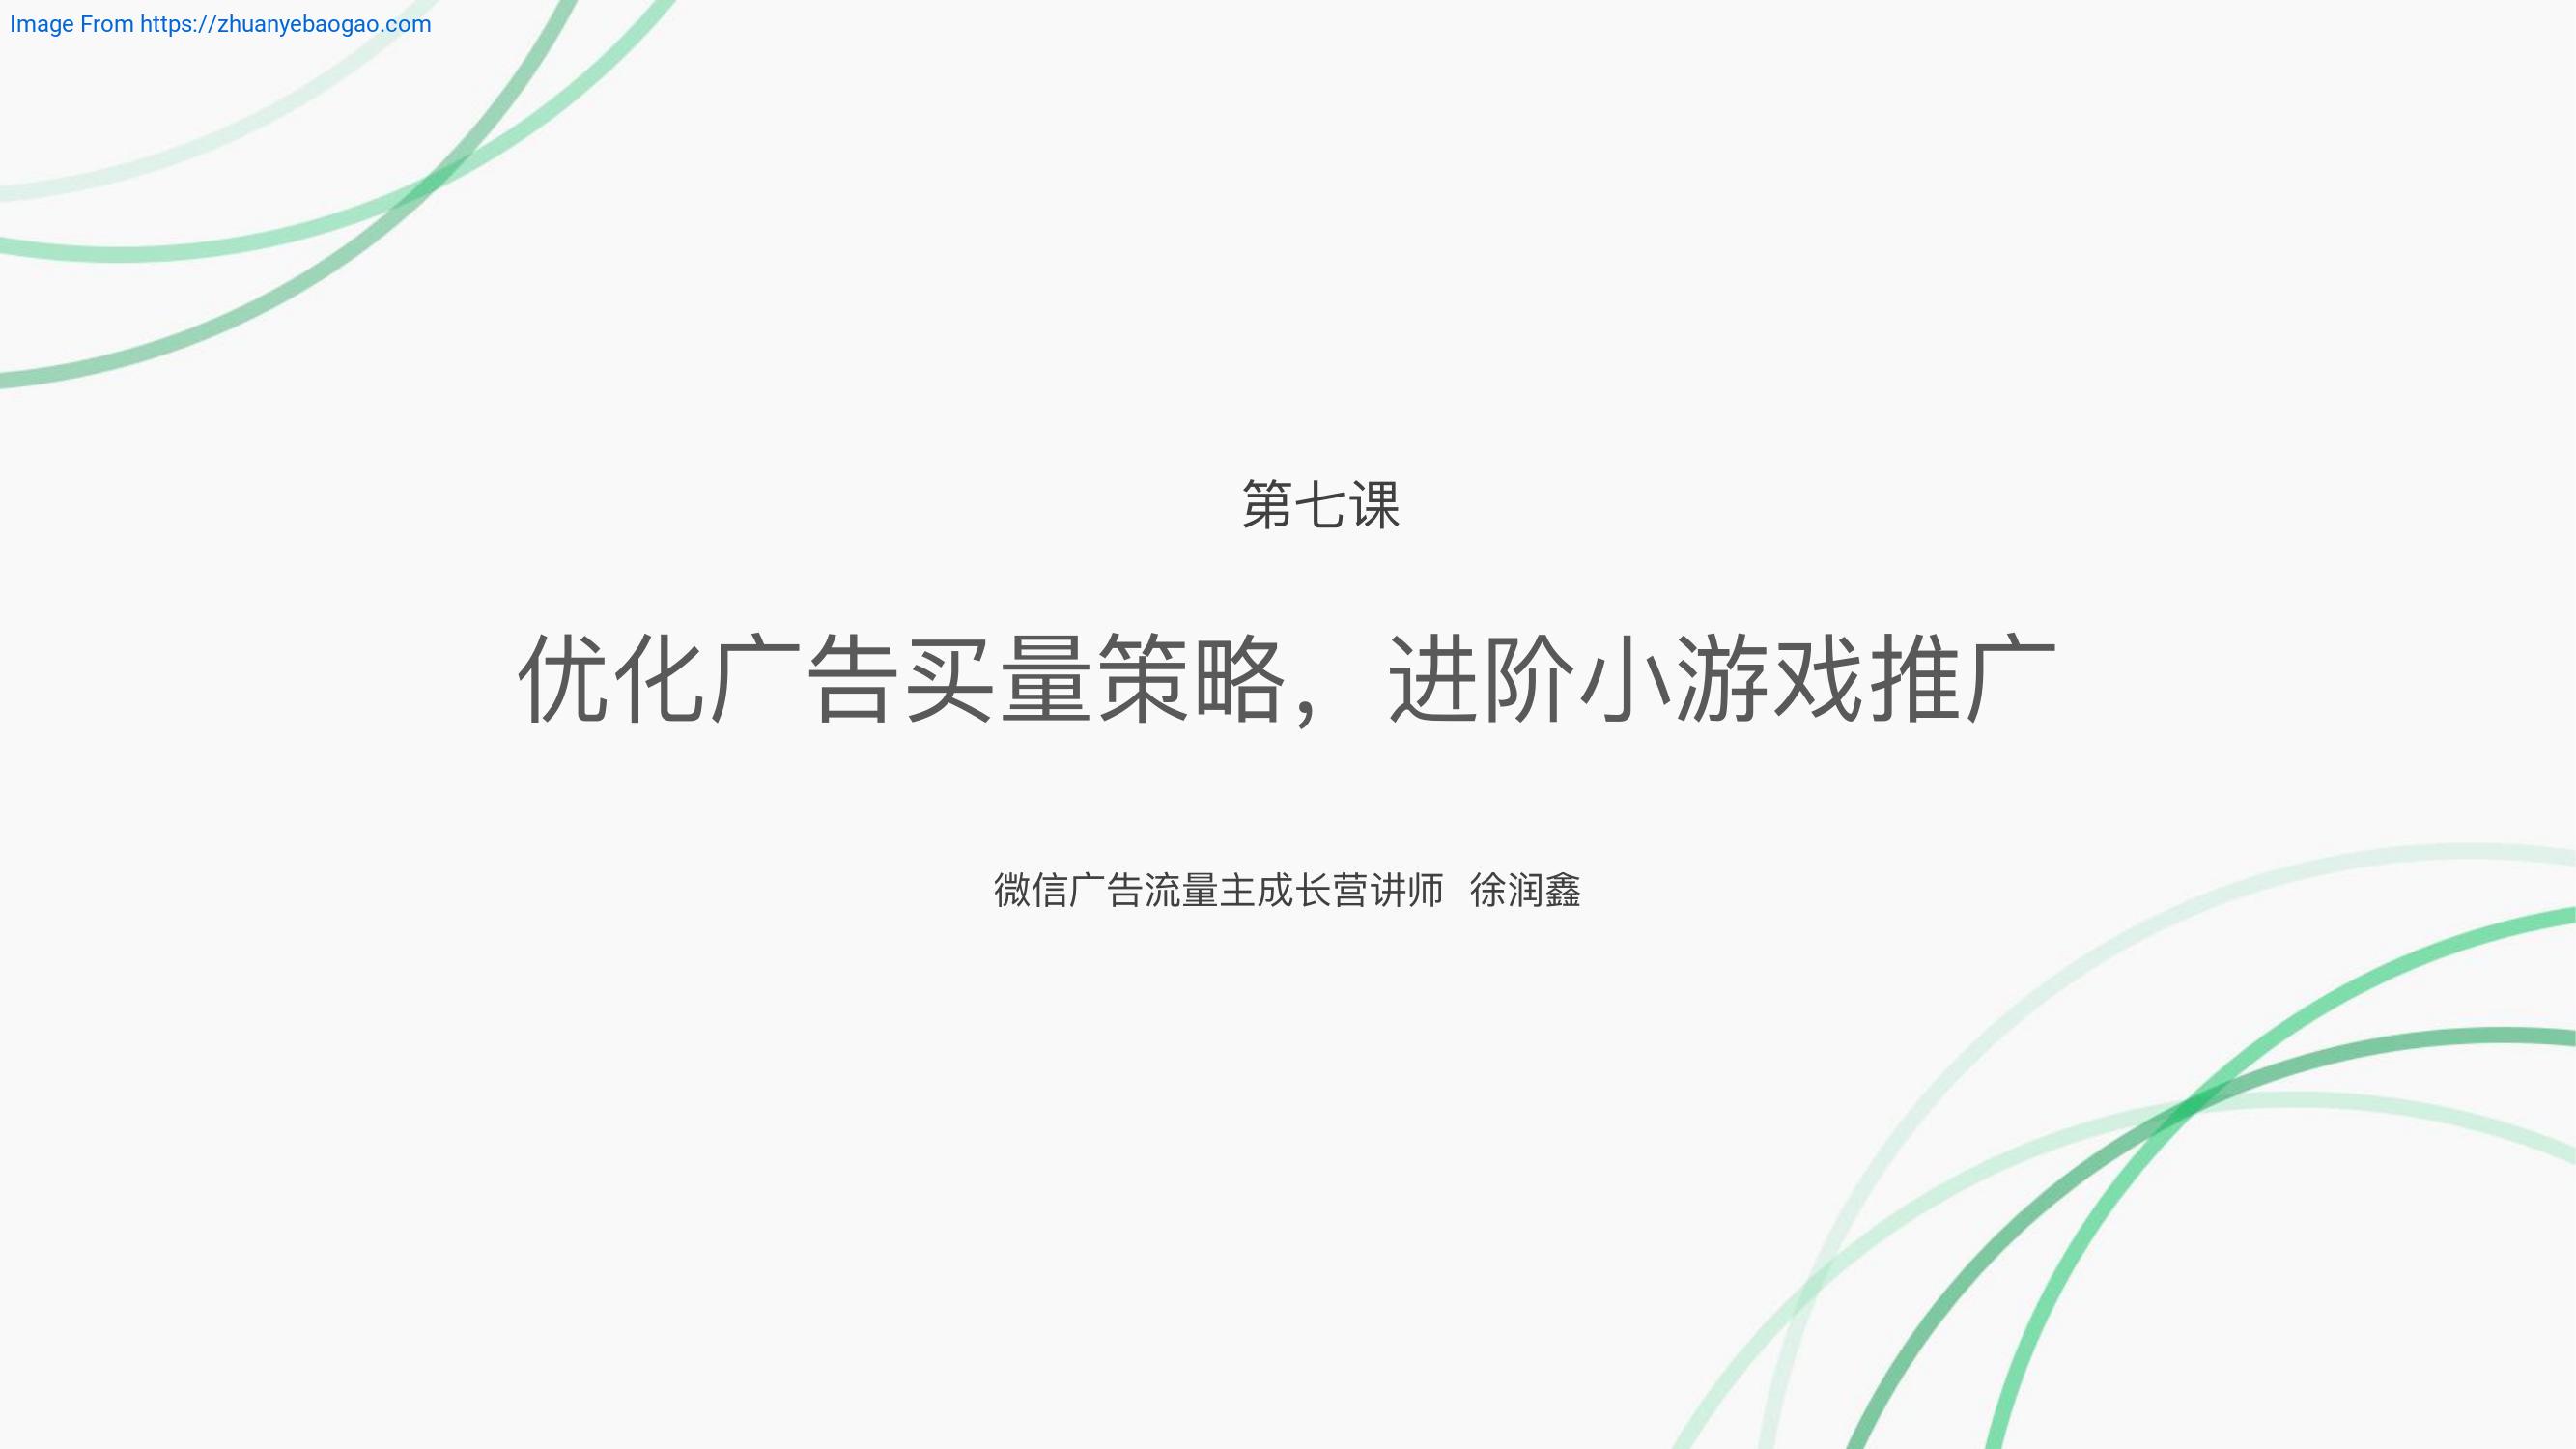 Image From https://zhuanyebaogao.com
第七课
优化广告买量策略，进阶小游戏推广
微信广告流量主成长营讲师 徐润鑫